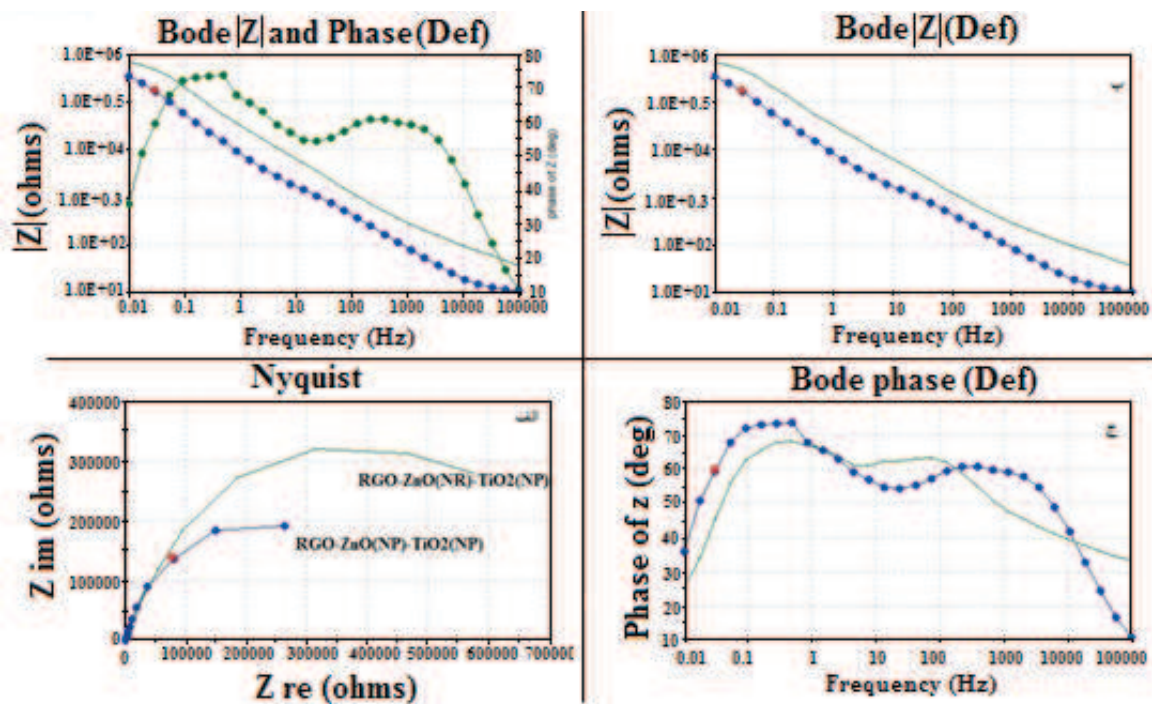 Bode |Z| and Phase (Def)
|Z| (ohms)
1.0E+06
1.0E+0.5
1.0E+04
1.0E+0.3
1.0E+02
1.0E+01
80
70
60
50
40
30
20
10
phase of Z (deg)
0.01 0.1 1 10 100 1000 10000 100000
Frequency (Hz)
Bode |Z| (Def)
|Z| (ohms)
1.0E+06
1.0E+0.5
1.0E+04
1.0E+0.3
1.0E+02
1.0E+01
0.01 0.1 1 10 100 1000 10000 100000
Frequency (Hz)
Nyquist
Z im (ohms)
400000
300000
200000
100000
0
RGO-ZnO(NR)-TiO2(NP)
RGO-ZnO(NP)-TiO2(NP)
0 100000 200000 300000 400000 500000 600000 700000
Z re (ohms)
Bode phase (Def)
Phase of z (deg)
80
70
60
50
40
30
20
10
0.01 0.1 1 10 100 1000 10000 100000
Frequency (Hz)